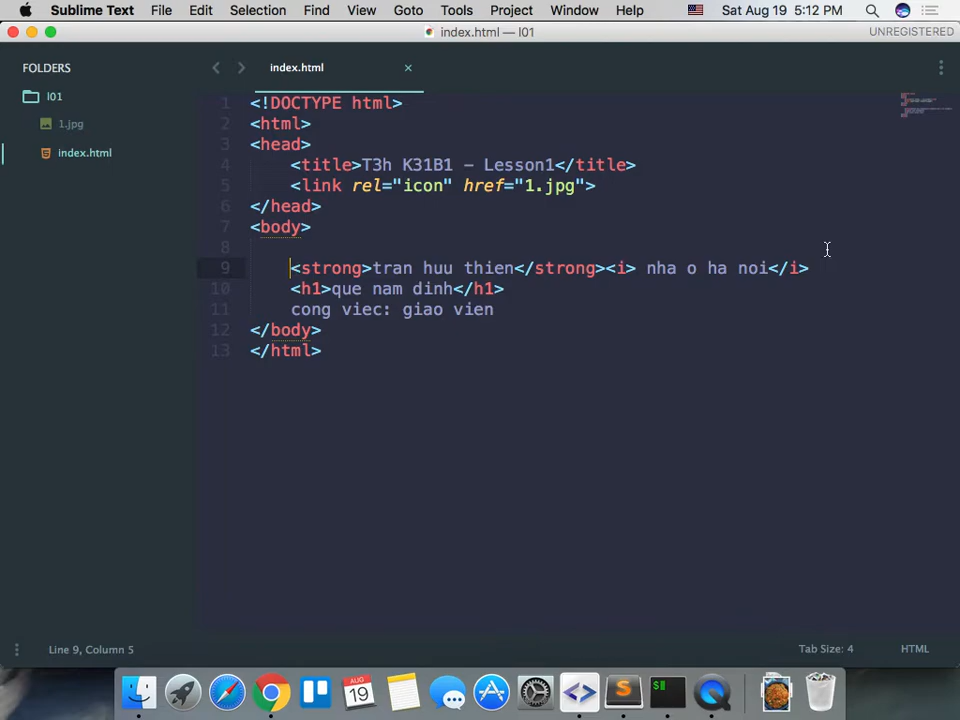 Sublime Text File Edit Selection Find View Goto Tools Project Window Help Sat Aug 19 5:12 PM
index.html — l01 UNREGISTERED
FOLDERS
l01
1.jpg
index.html
index.html ×
1 <!DOCTYPE html>
2 <html>
3 <head>
4 <title>T3h K31B1 - Lesson1</title>
5 <link rel="icon" href="1.jpg">
6 </head>
7 <body>
8
9 <strong>tran huu thien</strong><i> nha o ha noi</i>
10 <h1>que nam dinh</h1>
11 cong viec: giao vien
12 </body>
13 </html>
Line 9, Column 5 Tab Size: 4 HTML
AUG
19